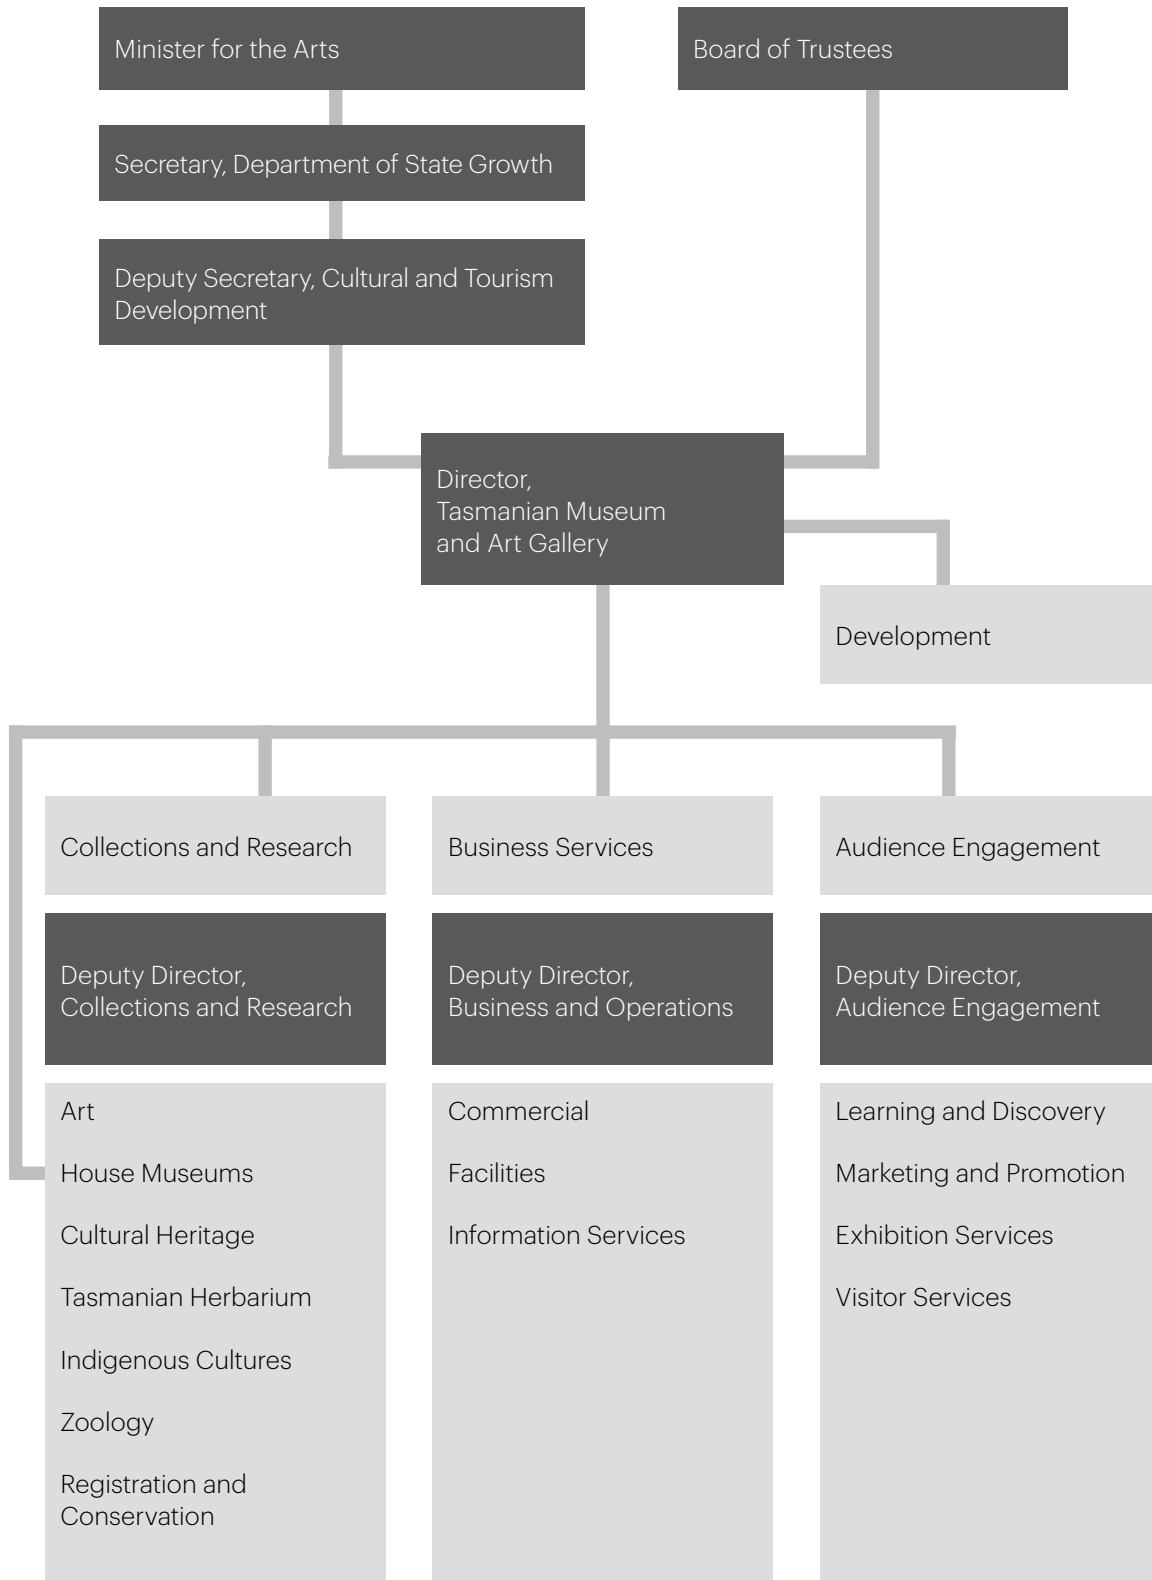 Minister for the Arts
Board of Trustees
Secretary, Department of State Growth
Deputy Secretary, Cultural and Tourism
Development
Director,
Tasmanian Museum
and Art Gallery
Development
Collections and Research
Business Services
Audience Engagement
Deputy Director,
Collections and Research
Deputy Director,
Business and Operations
Deputy Director,
Audience Engagement
Art
House Museums
Cultural Heritage
Tasmanian Herbarium
Indigenous Cultures
Zoology
Registration and
Conservation
Commercial
Facilities
Information Services
Learning and Discovery
Marketing and Promotion
Exhibition Services
Visitor Services